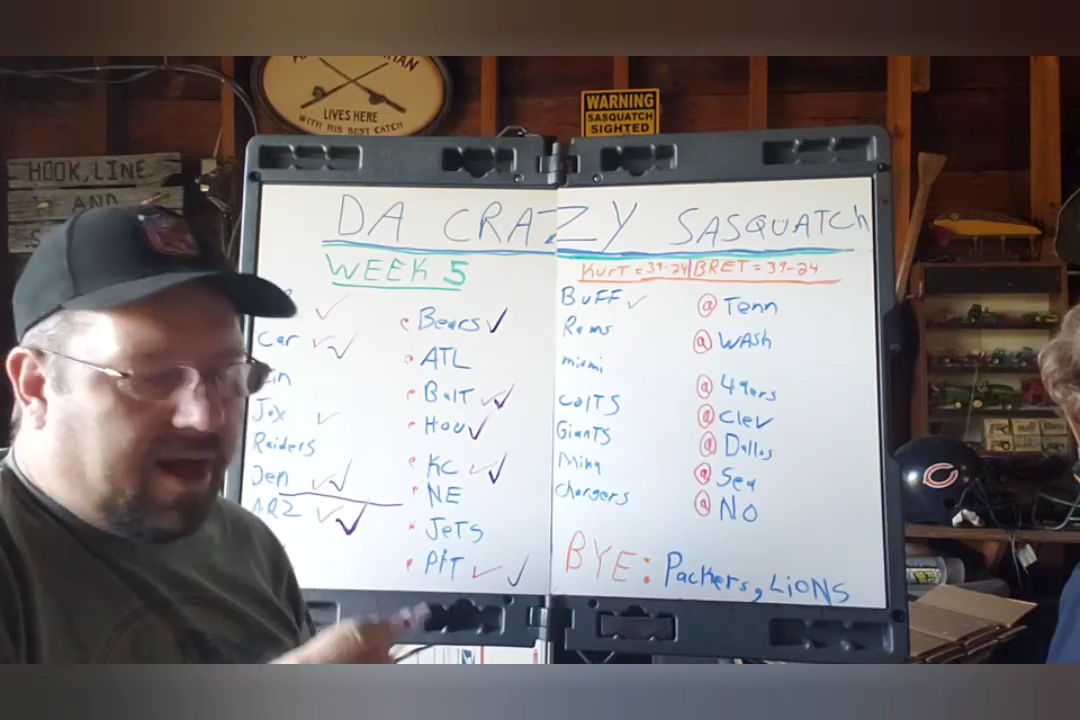 LIVES HERE
WITH HIS BEST CATCH
WARNING
SASQUATCH
SIGHTED
HOOK, LINE
AND
DA CRAZY SASQUATCH
WEEK 5
KurT = 39-24 BRET = 39-24
Bears
Car
ATL
BalT
Jax
Hou
Raiders
KC
Den
NE
ARZ
JeTS
PitT
BuFF @ Tenn
Rams @ WAsh
miami @ 49ers
ColTS @ Clev
GianTs @ Dallas
Minn @ Sea
Chargers @ No
BYE: Packers, LiONS